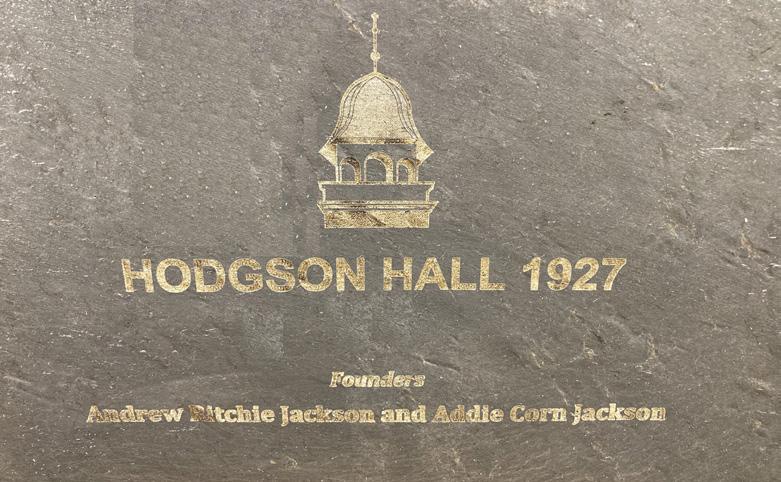 HODGSON HALL 1927
Founders
Andrew Ritchie Jackson and Addie Corn Jackson